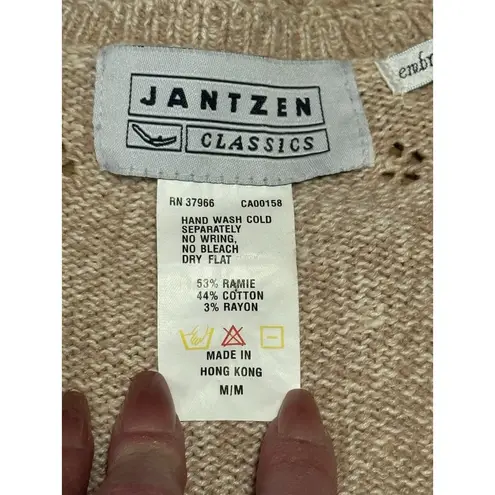 JANTZEN
CLASSICS
RN 37966 CA00158
HAND WASH COLD
SEPARATELY
NO WRING,
NO BLEACH
DRY FLAT
53% RAMIE
44% COTTON
3% RAYON
MADE IN
HONG KONG
M/M